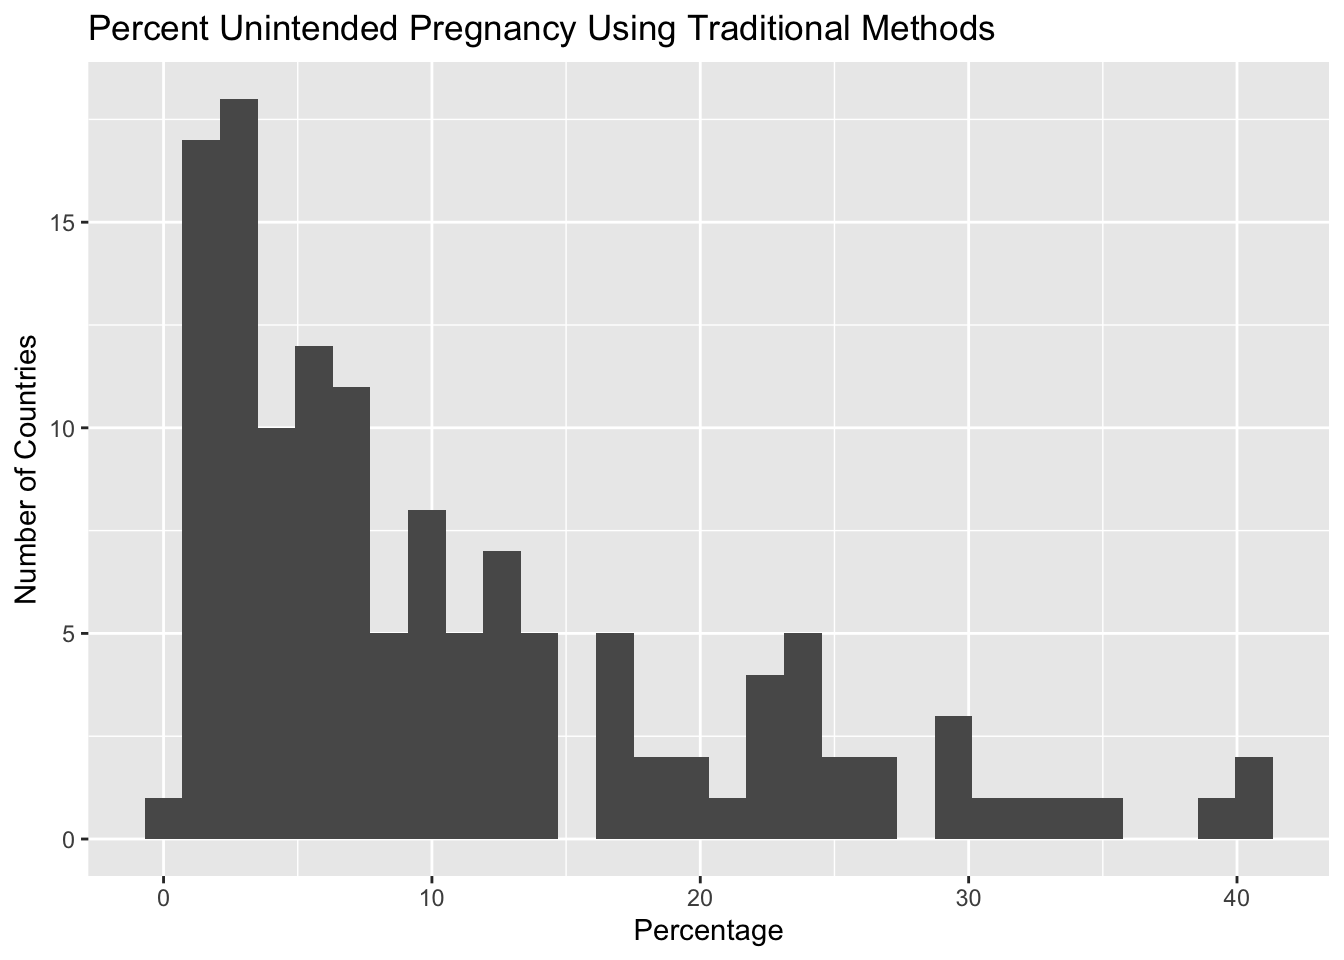 Percent Unintended Pregnancy Using Traditional Methods
Number of Countries
15
10
5
0
0 10 20 30 40
Percentage